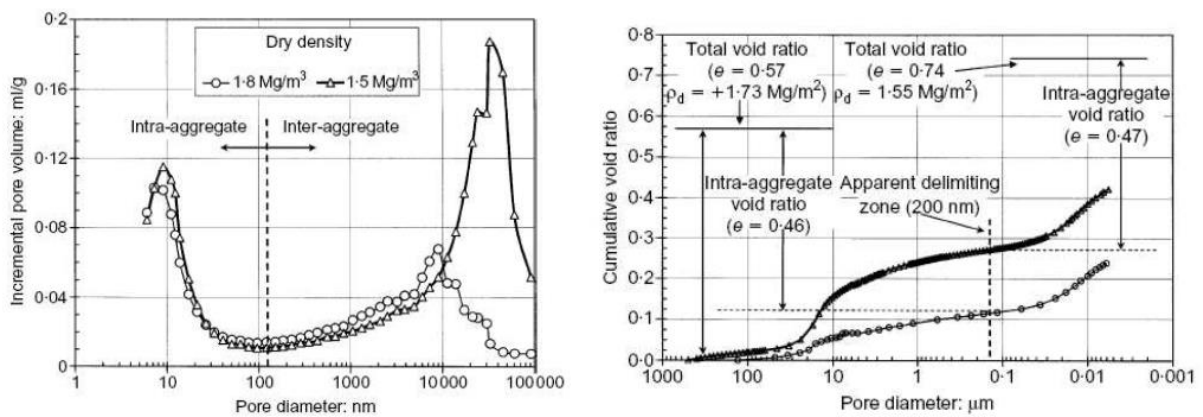 0·2
0·16
0·12
0·08
0·04
0
Incremental pore volume: ml/g
Dry density
1·8 Mg/m³ 1·5 Mg/m³
Intra-aggregate Inter-aggregate
1 10 100 1000 10 000 100 000
Pore diameter: nm
0·8
0·7
0·6
0·5
0·4
0·3
0·2
0·1
0·0
Cumulative void ratio
Total void ratio
(e = 0·57
ρd = +1·73 Mg/m²)
Total void ratio
(e = 0·74
ρd = 1·55 Mg/m²)
Intra-aggregate
void ratio
(e = 0·47)
Intra-aggregate
void ratio
(e = 0·46)
Apparent delimiting
zone (200 nm)
1000 100 10 1 0·1 0·01 0·001
Pore diameter: μm